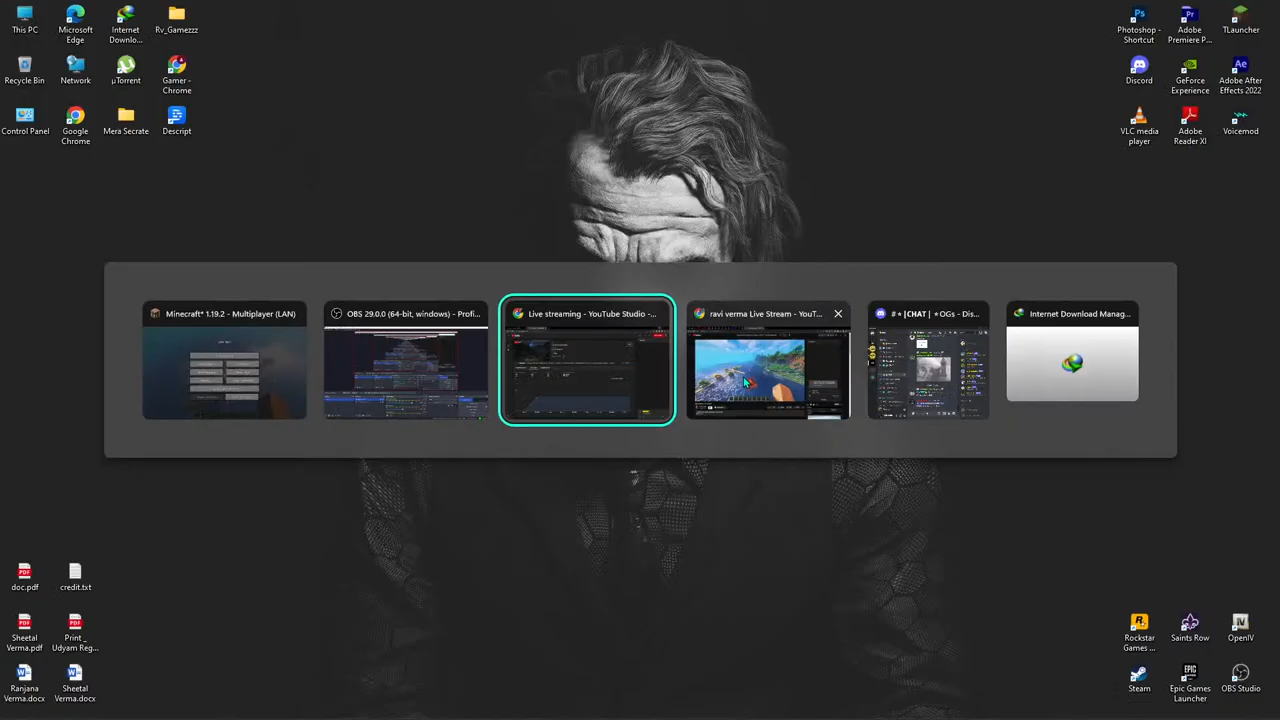 This PC
Microsoft
Edge
Internet
Downlo...
Rv_Gamezzz
Photoshop -
Shortcut
Adobe
Premiere P...
TLauncher
Recycle Bin
Network
µTorrent
Gamer -
Chrome
Discord
GeForce
Experience
Adobe After
Effects 2022
Control Panel
Google
Chrome
Mera Secrate
Descript
VLC media
player
Adobe
Reader XI
Voicemod
Minecraft* 1.19.2 - Multiplayer (LAN)
OBS 29.0.0 (64-bit, windows) - Profi...
Live streaming - YouTube Studio -...
ravi verma Live Stream - YouT...
#⭑|CHAT| ⭑OGs - Dis...
Internet Download Manag...
doc.pdf
credit.txt
Sheetal
Verma.pdf
Print _
Udyam Reg...
Rockstar
Games ...
Saints Row
OpenIV
Ranjana
Verma.docx
Sheetal
Verma.docx
Steam
Epic Games
Launcher
OBS Studio